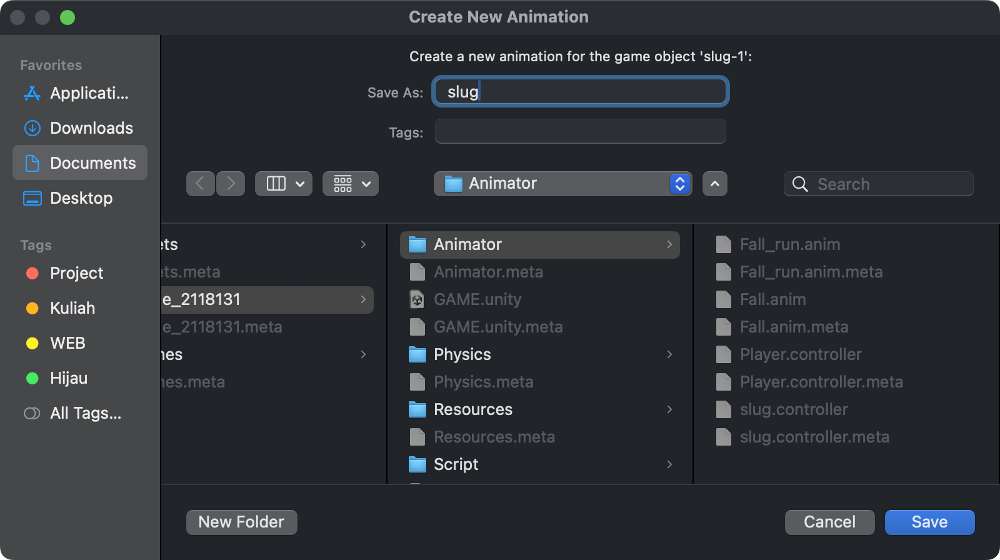 Create New Animation
Favorites
Applicati...
Downloads
Documents
Desktop
Tags
Project
Kuliah
WEB
Hijau
All Tags...
Create a new animation for the game object 'slug-1':
Save As: slug
Tags:
Animator
Search
ets
ets.meta
e_2118131
e_2118131.meta
nes
nes.meta
Animator
Animator.meta
GAME.unity
GAME.unity.meta
Physics
Physics.meta
Resources
Resources.meta
Script
Fall_run.anim
Fall_run.anim.meta
Fall.anim
Fall.anim.meta
Player.controller
Player.controller.meta
slug.controller
slug.controller.meta
New Folder
Cancel
Save